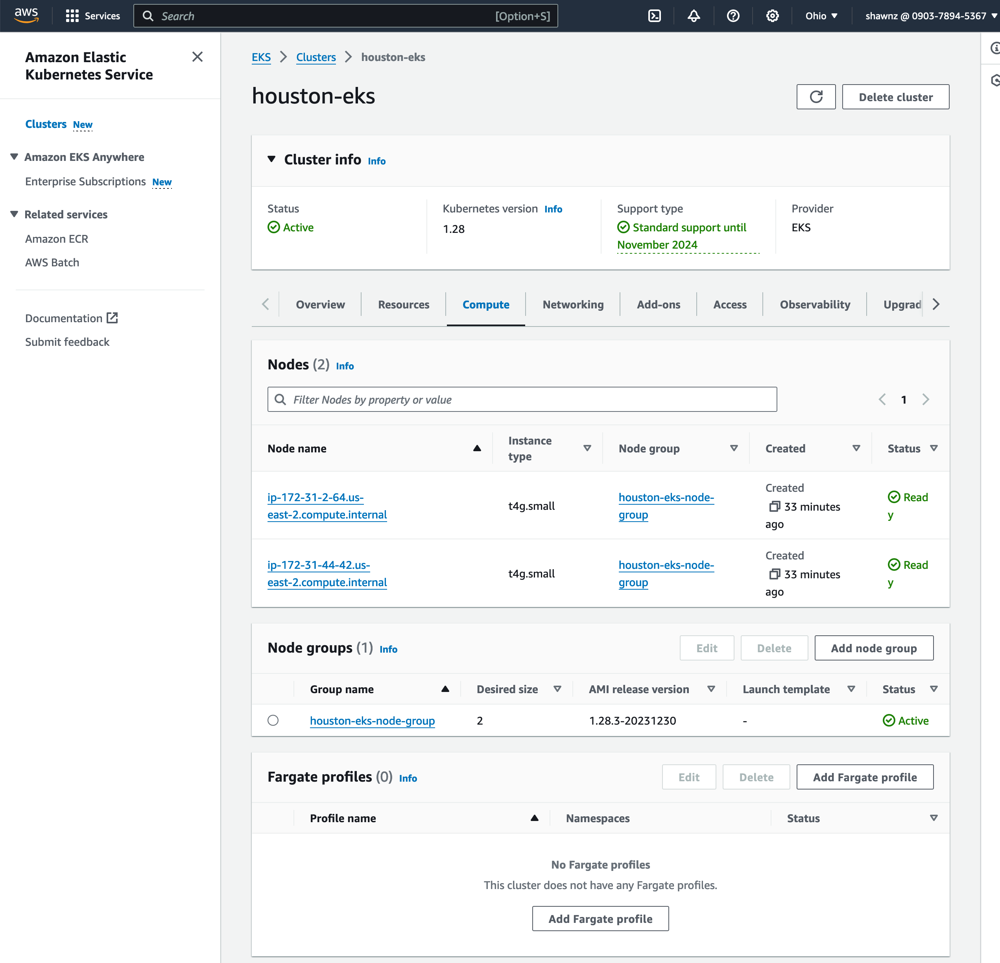 aws
Services
Search
[Option+S]
Ohio
shawnz @ 0903-7894-5367
Amazon Elastic
Kubernetes Service
Clusters New
Amazon EKS Anywhere
Enterprise Subscriptions New
Related services
Amazon ECR
AWS Batch
Documentation
Submit feedback
EKS
Clusters
houston-eks
houston-eks
Delete cluster
Cluster info Info
Status
Active
Kubernetes version Info
1.28
Support type
Standard support until
November 2024
Provider
EKS
Overview
Resources
Compute
Networking
Add-ons
Access
Observability
Upgrad
Nodes (2) Info
Filter Nodes by property or value
1
Node name
Instance
type
Node group
Created
Status
ip-172-31-2-64.us-
east-2.compute.internal
t4g.small
houston-eks-node-
group
Created
33 minutes
ago
Read
y
ip-172-31-44-42.us-
east-2.compute.internal
t4g.small
houston-eks-node-
group
Created
33 minutes
ago
Read
y
Node groups (1) Info
Edit
Delete
Add node group
Group name
Desired size
AMI release version
Launch template
Status
houston-eks-node-group
2
1.28.3-20231230
-
Active
Fargate profiles (0) Info
Edit
Delete
Add Fargate profile
Profile name
Namespaces
Status
No Fargate profiles
This cluster does not have any Fargate profiles.
Add Fargate profile